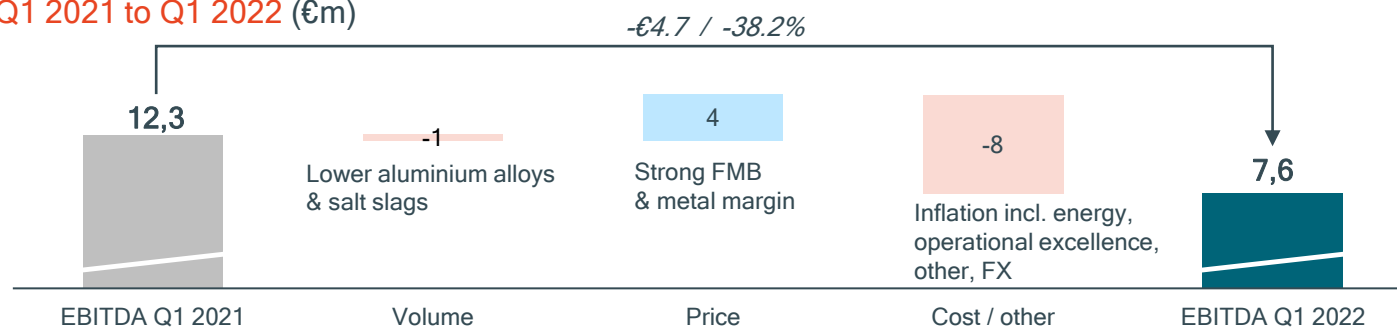 Q1 2021 to Q1 2022 (€m)
-€4.7 / -38.2%
12,3
-1
Lower aluminium alloys
& salt slags
4
Strong FMB
& metal margin
-8
Inflation incl. energy,
operational excellence,
other, FX
7,6
EBITDA Q1 2021
Volume
Price
Cost / other
EBITDA Q1 2022